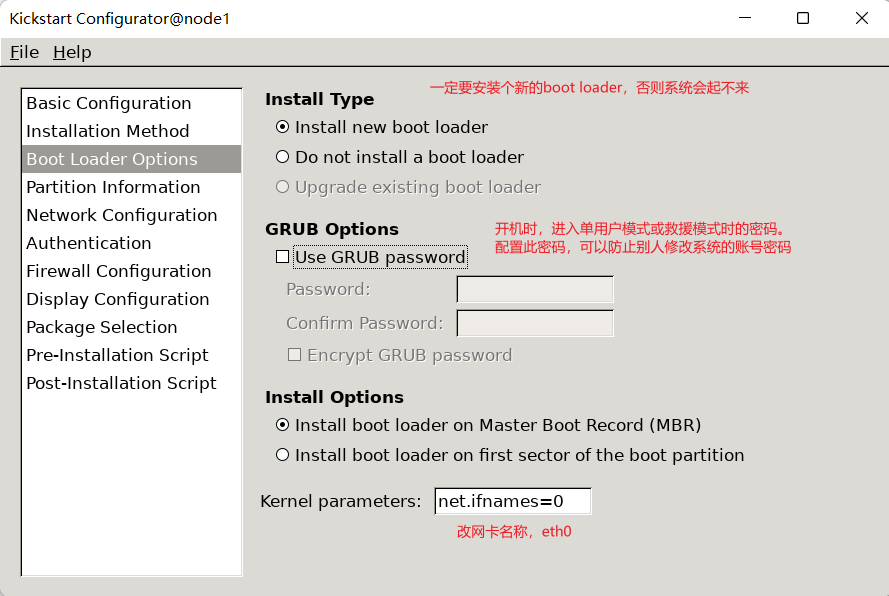 Kickstart Configurator@node1
File Help
Basic Configuration
Installation Method
Boot Loader Options
Partition Information
Network Configuration
Authentication
Firewall Configuration
Display Configuration
Package Selection
Pre-Installation Script
Post-Installation Script
一定要安装个新的boot loader，否则系统会起不来
Install Type
Install new boot loader
Do not install a boot loader
Upgrade existing boot loader
GRUB Options
开机时，进入单用户模式或救援模式时的密码。
配置此密码，可以防止别人修改系统的账号密码
Use GRUB password
Password:
Confirm Password:
Encrypt GRUB password
Install Options
Install boot loader on Master Boot Record (MBR)
Install boot loader on first sector of the boot partition
Kernel parameters: net.ifnames=0
改网卡名称，eth0